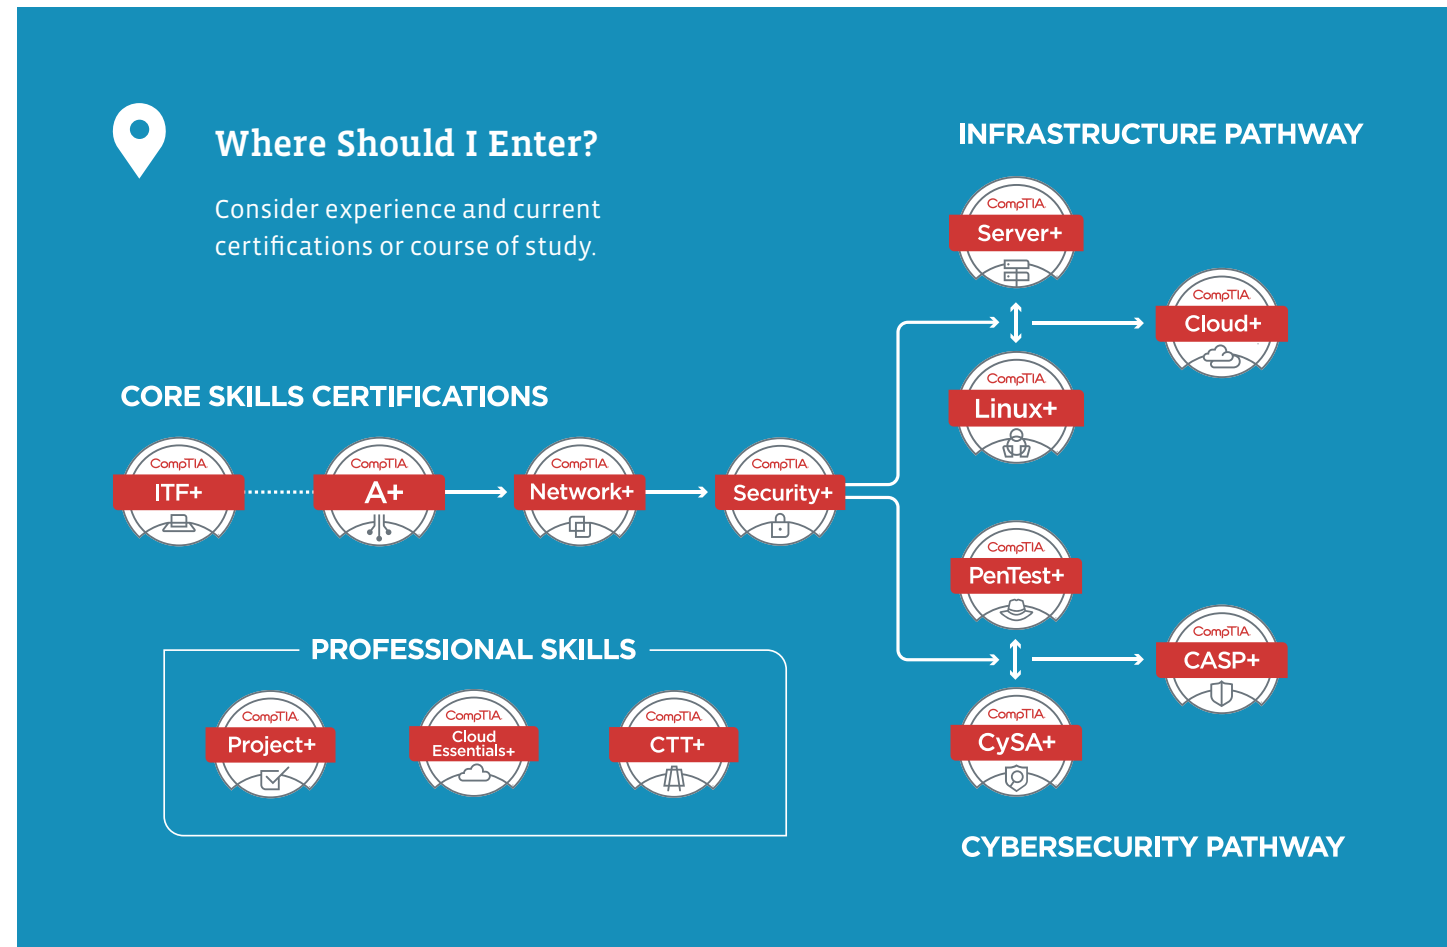 Where Should I Enter?
Consider experience and current
certifications or course of study.
CORE SKILLS CERTIFICATIONS
CompTIA
ITF+
CompTIA
A+
CompTIA
Network+
CompTIA
Security+
PROFESSIONAL SKILLS
CompTIA
Project+
CompTIA
Cloud
Essentials+
CompTIA
CTT+
INFRASTRUCTURE PATHWAY
CompTIA
Server+
CompTIA
Cloud+
CompTIA
Linux+
CompTIA
PenTest+
CompTIA
CASP+
CompTIA
CySA+
CYBERSECURITY PATHWAY